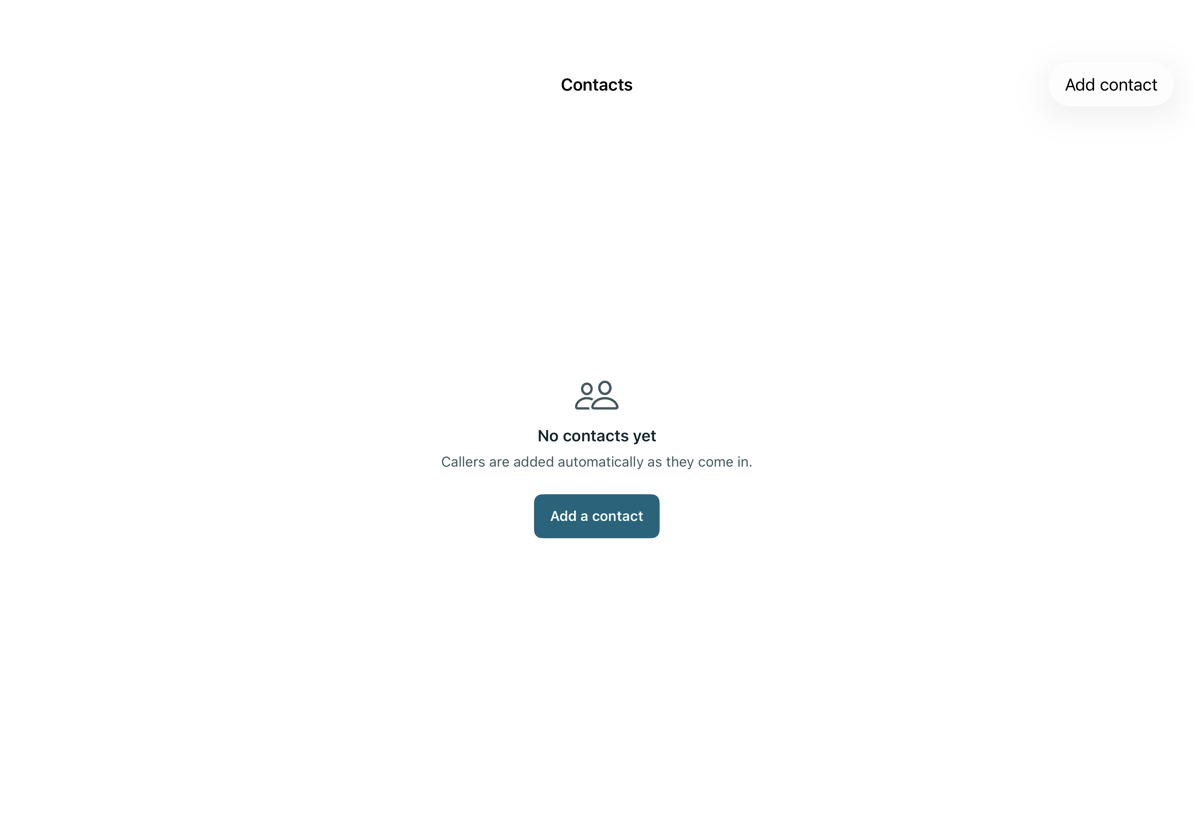 Contacts
Add contact
No contacts yet
Callers are added automatically as they come in.
Add a contact